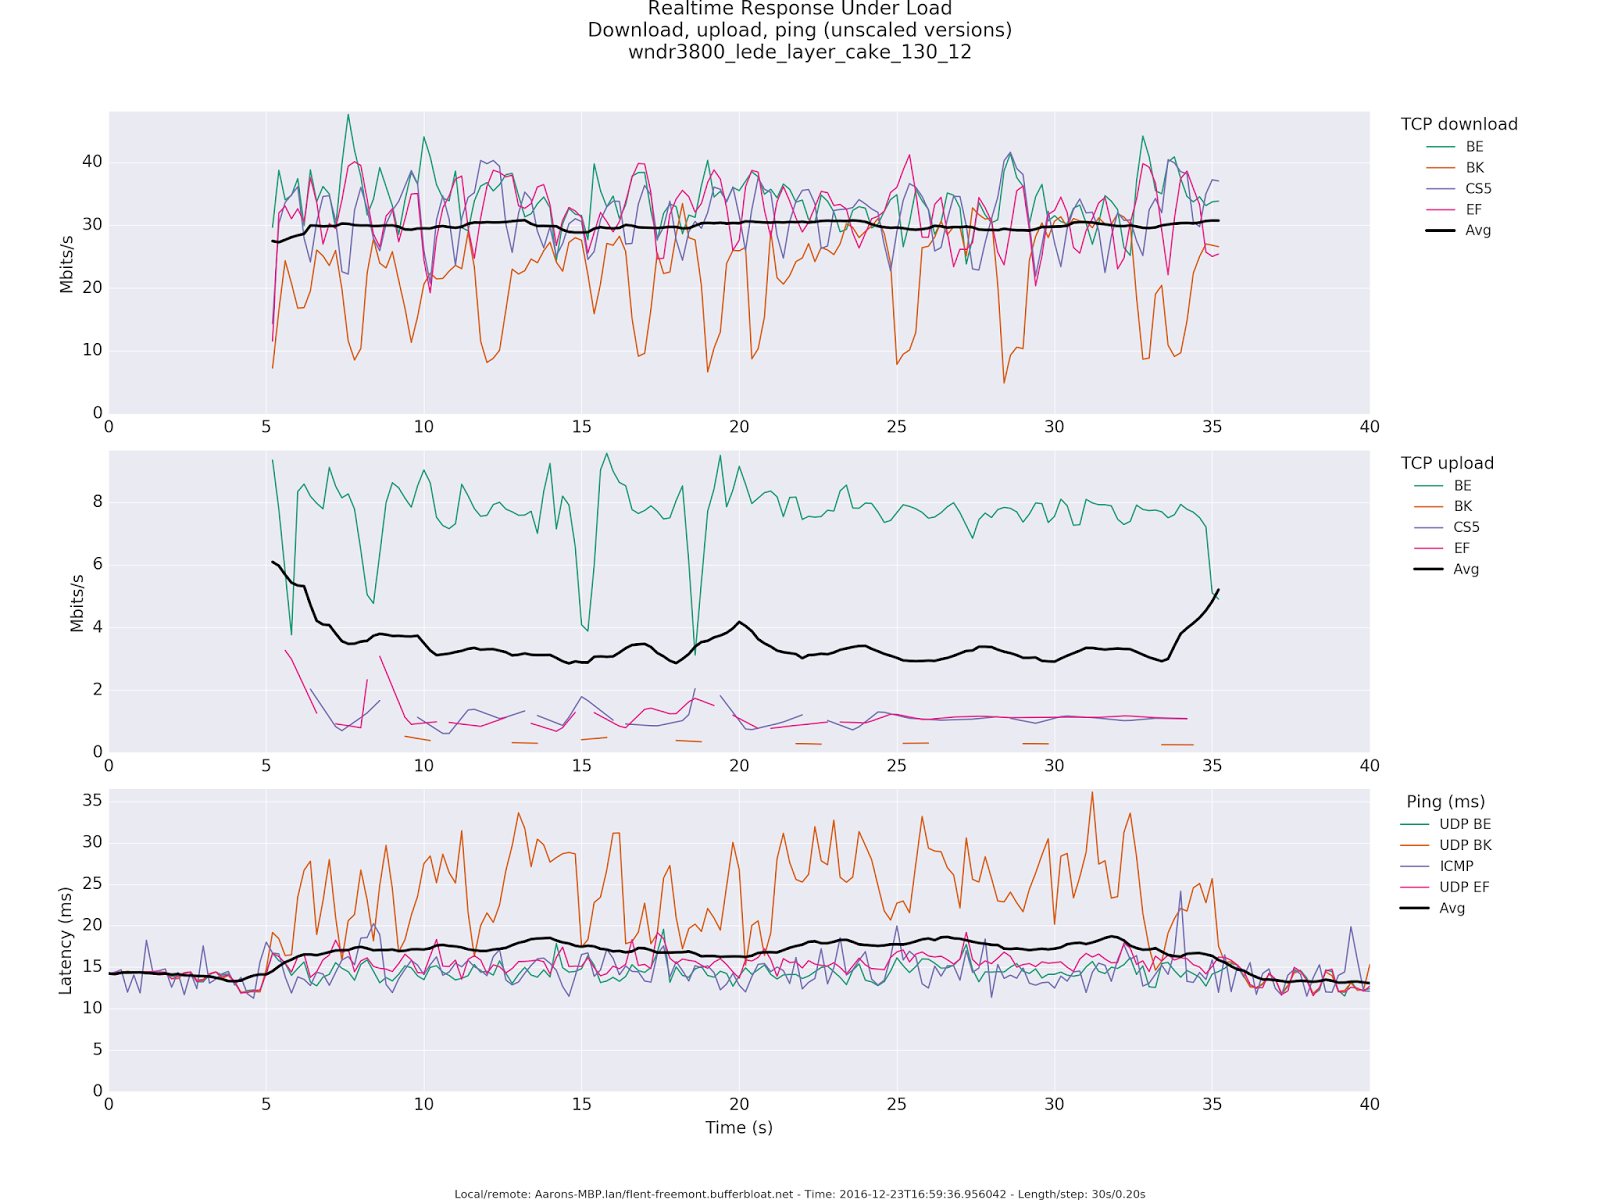 Realtime Response Under Load
Download, upload, ping (unscaled versions)
wndr3800_lede_layer_cake_130_12
TCP download
BE
BK
CS5
EF
Avg
Mbits/s
40
30
20
10
0
0 5 10 15 20 25 30 35 40
TCP upload
BE
BK
CS5
EF
Avg
Mbits/s
8
6
4
2
0
0 5 10 15 20 25 30 35 40
Ping (ms)
UDP BE
UDP BK
ICMP
UDP EF
Avg
Latency (ms)
35
30
25
20
15
10
5
0
0 5 10 15 20 25 30 35 40
Time (s)
Local/remote: Aarons-MBP.lan/flent-freemont.bufferbloat.net - Time: 2016-12-23T16:59:36.956042 - Length/step: 30s/0.20s